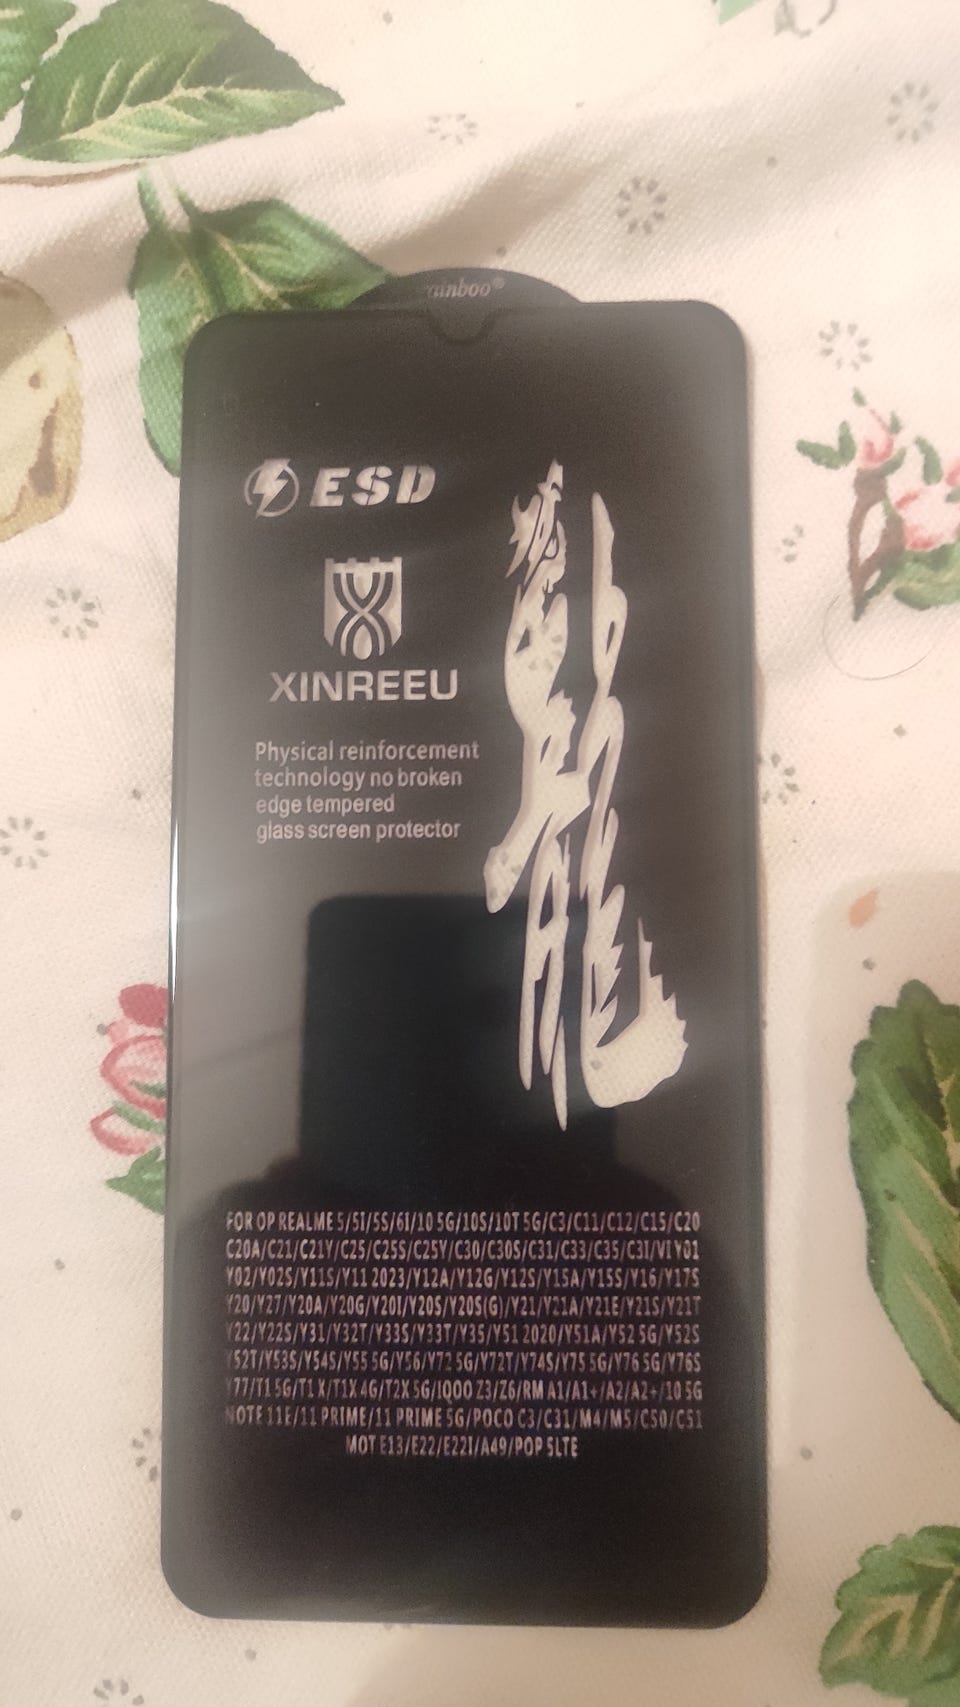 ainboo®
ESD
XINREEU
Physical reinforcement
technology no broken
edge tempered
glass screen protector
龍
FOR OP REALME 5/5I/5S/6I/10 5G/10S/10T 5G/C3/C11/C12/C15/C20
C20A/C21/C21Y/C25/C25S/C25Y/C30/C30S/C31/C33/C35/C3I/VI Y01
Y02/Y02S/Y11S/Y11 2023/Y12A/Y12G/Y12S/Y15A/Y15S/Y16/Y17S
Y20/Y27/Y20A/Y20G/Y20I/Y20S/Y20S(G)/Y21/Y21A/Y21E/Y21S/Y21T
Y22/Y22S/Y31/Y32T/Y33S/Y33T/Y35/Y51 2020/Y51A/Y52 5G/Y52S
Y52T/Y53S/Y54S/Y55 5G/Y56/Y72 5G/Y72T/Y74S/Y75 5G/Y76 5G/Y76S
Y77/T1 5G/T1 X/T1X 4G/T2X 5G/IQOO Z3/Z6/RM A1/A1+/A2/A2+/10 5G
NOTE 11E/11 PRIME/11 PRIME 5G/POCO C3/C31/M4/M5/C50/C51
MOT E13/E22/E22I/A49/POP 5LTE